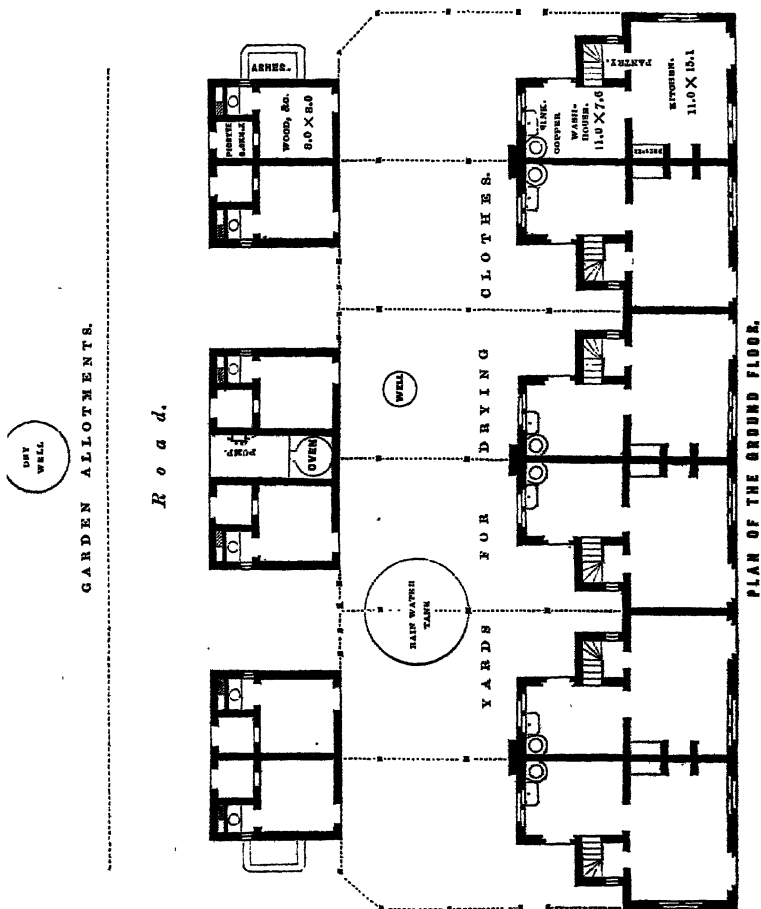 DRY
WELL
GARDEN ALLOTMENTS.
Road.
PUMP.
OVEN
PIGSTYE
WOOD, &C.
8.0 X 8.0
ASHES.
WELL
RAIN WATER
TANK
YARDS FOR DRYING CLOTHES.
SINK.
COPPER
WASH-
HOUSE.
11.0 X 7.6
PANTRY.
DRESSER
KITCHEN.
11.0 X 15.1
PLAN OF THE GROUND FLOOR.